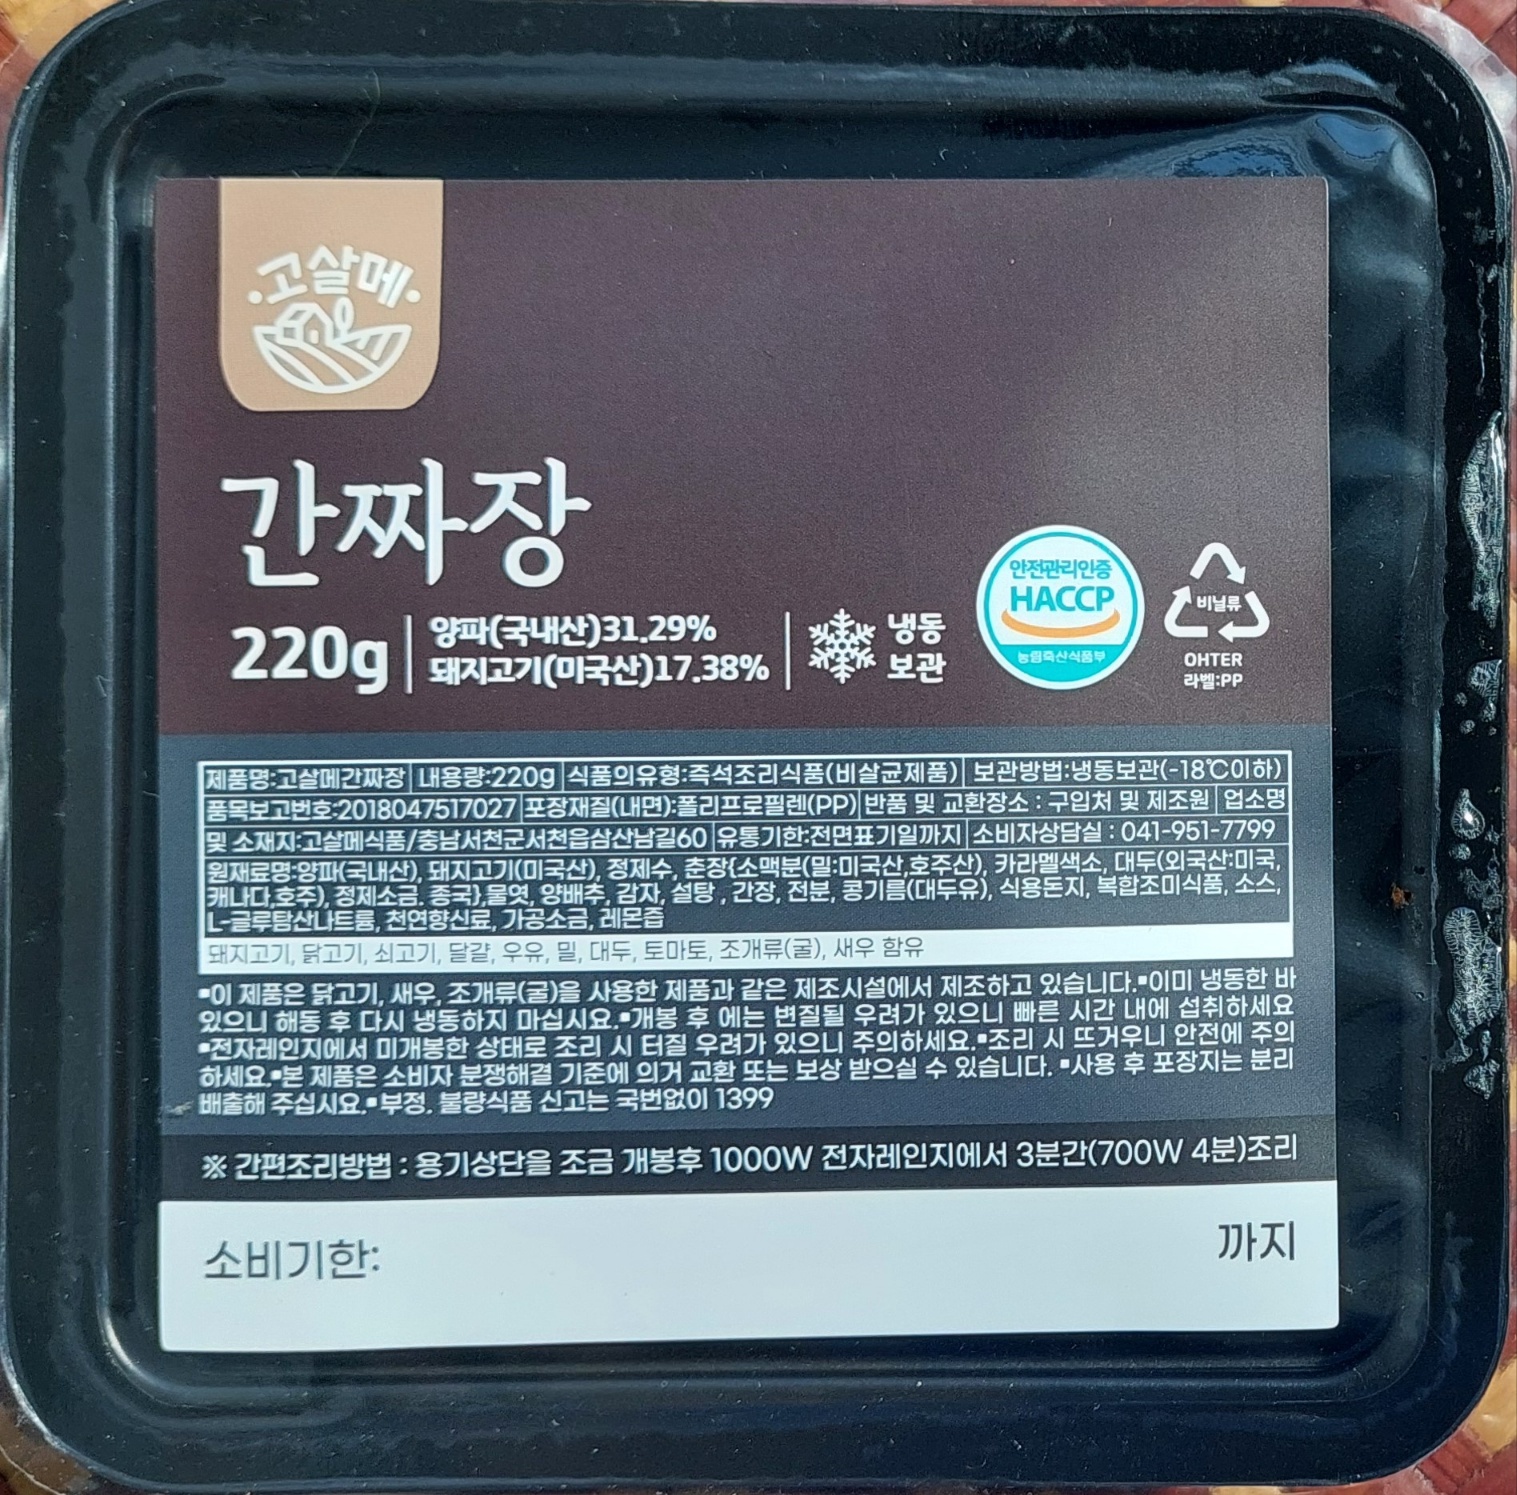 고살메
간짜장
220g
양파(국내산)31.29%
돼지고기(미국산)17.38%
냉동
보관
안전관리인증
HACCP
농림축산식품부
비닐류
OHTER
라벨:PP
제품명:고살메간짜장 내용량:220g 식품의유형:즉석조리식품(비살균제품) 보관방법:냉동보관(-18℃이하)
품목보고번호:2018047517027 포장재질(내면):폴리프로필렌(PP) 반품 및 교환장소 : 구입처 및 제조원 업소명
및 소재지:고살메식품/충남서천군서천읍삼산남길60 유통기한:전면표기일까지 소비자상담실 : 041-951-7799
원재료명:양파(국내산), 돼지고기(미국산), 정제수, 춘장{소맥분(밀:미국산,호주산), 카라멜색소, 대두(외국산:미국,
캐나다,호주), 정제소금. 종국},물엿, 양배추, 감자, 설탕 , 간장, 전분, 콩기름(대두유), 식용돈지, 복합조미식품, 소스,
L-글루탐산나트륨, 천연향신료, 가공소금, 레몬즙
돼지고기, 닭고기, 쇠고기, 달걀, 우유, 밀, 대두, 토마토, 조개류(굴), 새우 함유
▪이 제품은 닭고기, 새우, 조개류(굴)을 사용한 제품과 같은 제조시설에서 제조하고 있습니다.▪이미 냉동한 바
있으니 해동 후 다시 냉동하지 마십시요.▪개봉 후 에는 변질될 우려가 있으니 빠른 시간 내에 섭취하세요
▪전자레인지에서 미개봉한 상태로 조리 시 터질 우려가 있으니 주의하세요.▪조리 시 뜨거우니 안전에 주의
하세요.▪본 제품은 소비자 분쟁해결 기준에 의거 교환 또는 보상 받으실 수 있습니다. ▪사용 후 포장지는 분리
배출해 주십시요.▪부정. 불량식품 신고는 국번없이 1399
※ 간편조리방법 : 용기상단을 조금 개봉후 1000W 전자레인지에서 3분간(700W 4분)조리
소비기한: 까지